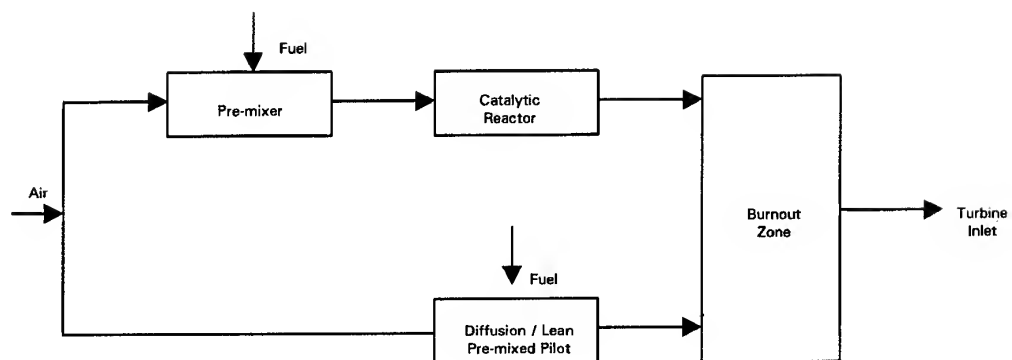 Fuel
Pre-mixer
Catalytic
Reactor
Air
Burnout
Zone
Turbine
Inlet
Fuel
Diffusion / Lean
Pre-mixed Pilot